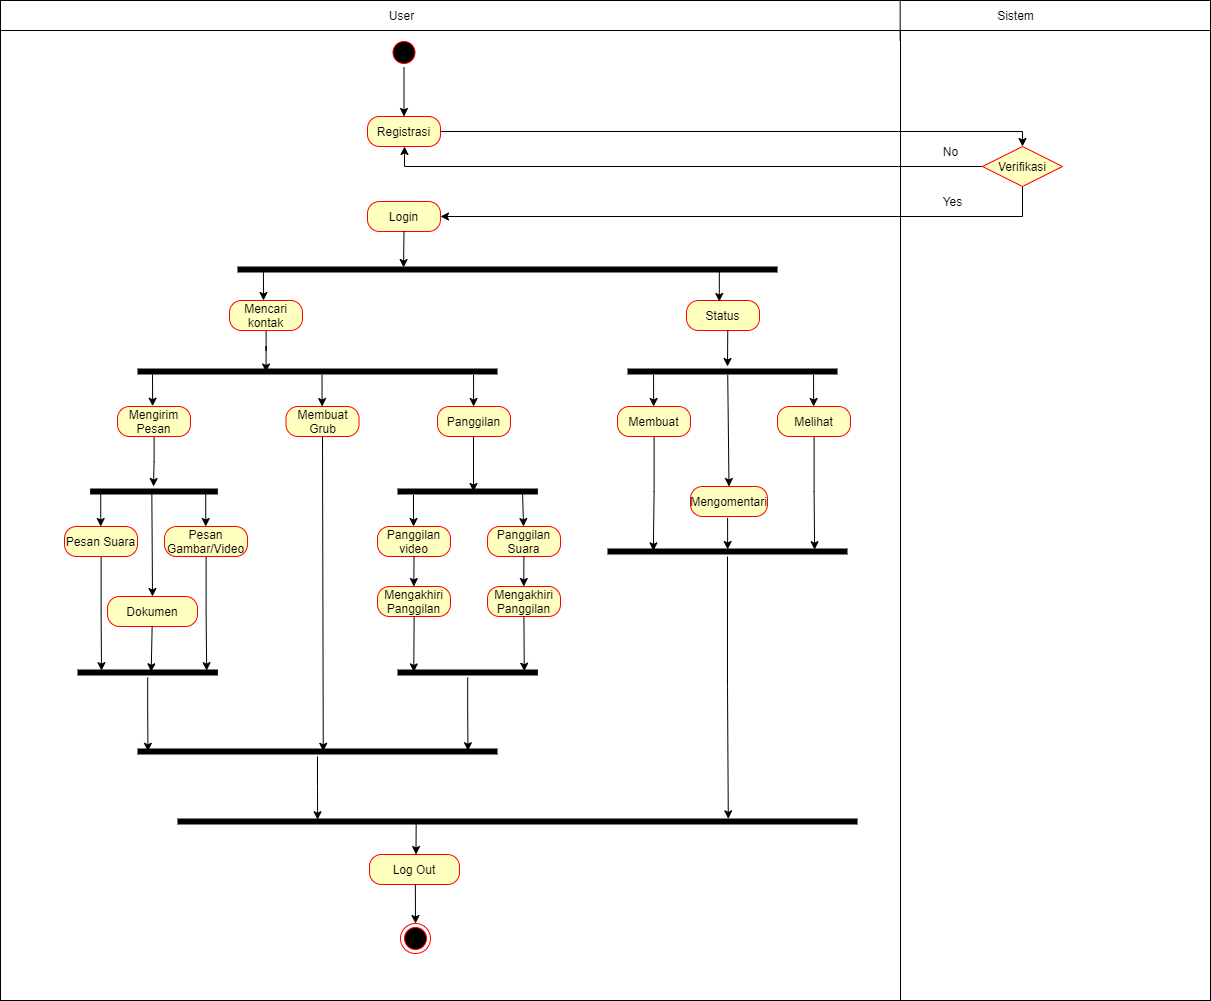 User
Sistem
Registrasi
No
Verifikasi
Yes
Login
Mencari
kontak
Status
Mengirim
Pesan
Membuat
Grub
Panggilan
Membuat
Melihat
Mengomentari
Pesan Suara
Pesan
Gambar/Video
Panggilan
video
Panggilan
Suara
Dokumen
Mengakhiri
Panggilan
Mengakhiri
Panggilan
Log Out